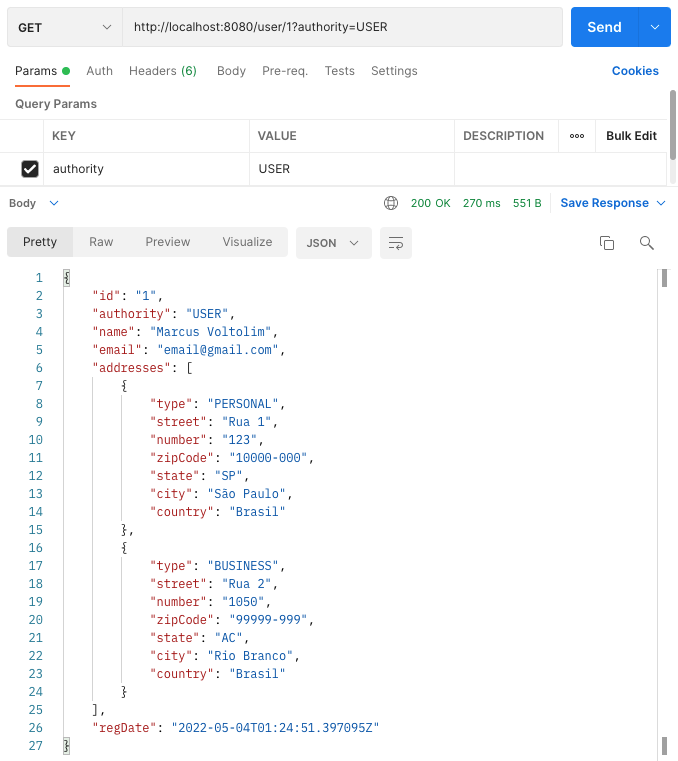 GET http://localhost:8080/user/1?authority=USER Send
Params Auth Headers (6) Body Pre-req. Tests Settings Cookies
Query Params
KEY VALUE DESCRIPTION ooo Bulk Edit
authority USER
Body 200 OK 270 ms 551 B Save Response
Pretty Raw Preview Visualize JSON
1 {
2 "id": "1",
3 "authority": "USER",
4 "name": "Marcus Voltolim",
5 "email": "email@gmail.com",
6 "addresses": [
7 {
8 "type": "PERSONAL",
9 "street": "Rua 1",
10 "number": "123",
11 "zipCode": "10000-000",
12 "state": "SP",
13 "city": "São Paulo",
14 "country": "Brasil"
15 },
16 {
17 "type": "BUSINESS",
18 "street": "Rua 2",
19 "number": "1050",
20 "zipCode": "99999-999",
21 "state": "AC",
22 "city": "Rio Branco",
23 "country": "Brasil"
24 }
25 ],
26 "regDate": "2022-05-04T01:24:51.397095Z"
27 }